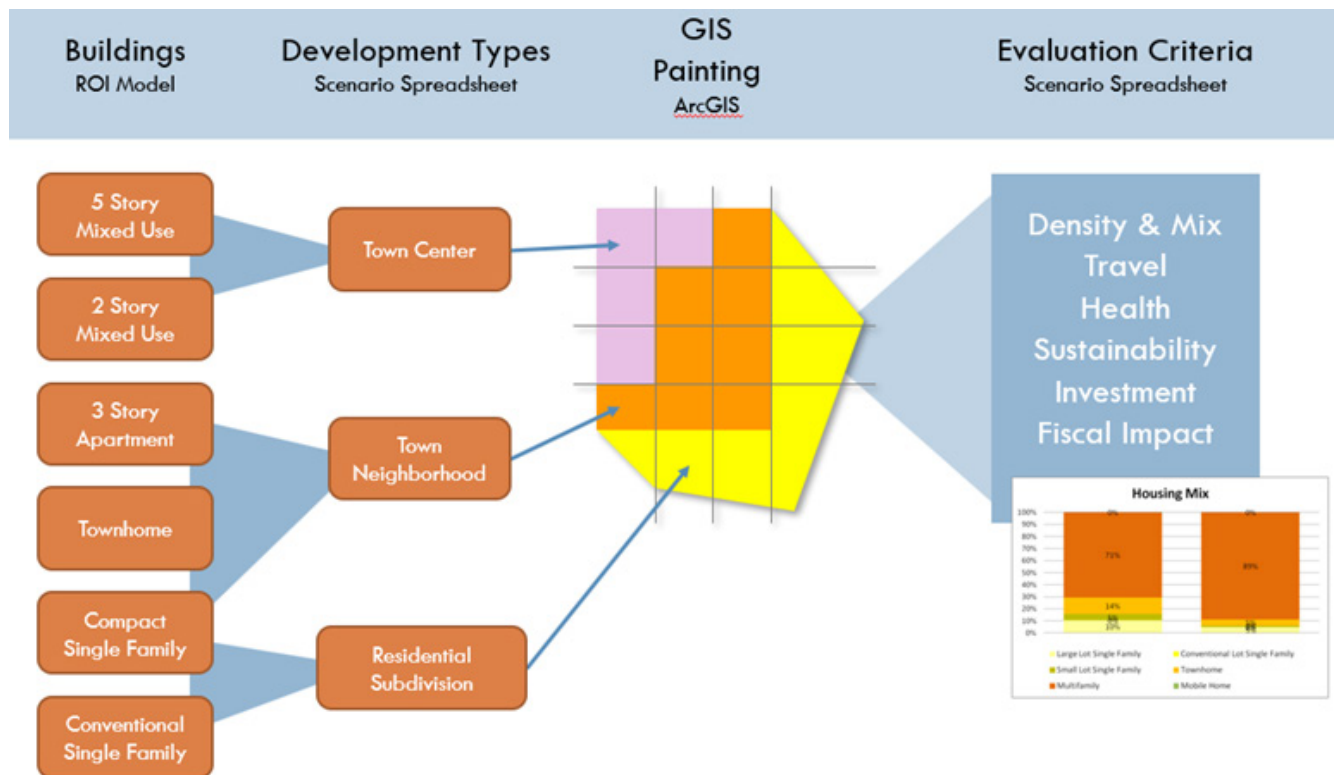 Buildings
ROI Model
Development Types
Scenario Spreadsheet
GIS
Painting
ArcGIS
Evaluation Criteria
Scenario Spreadsheet
5 Story
Mixed Use
2 Story
Mixed Use
3 Story
Apartment
Townhome
Compact
Single Family
Conventional
Single Family
Town Center
Town
Neighborhood
Residential
Subdivision
Density & Mix
Travel
Health
Sustainability
Investment
Fiscal Impact
Housing Mix
100%
90%
80%
70%
60%
50%
40%
30%
20%
10%
0%
0%
71%
14%
10%
0%
89%
Large Lot Single Family
Conventional Lot Single Family
Small Lot Single Family
Townhome
Multifamily
Mobile Home